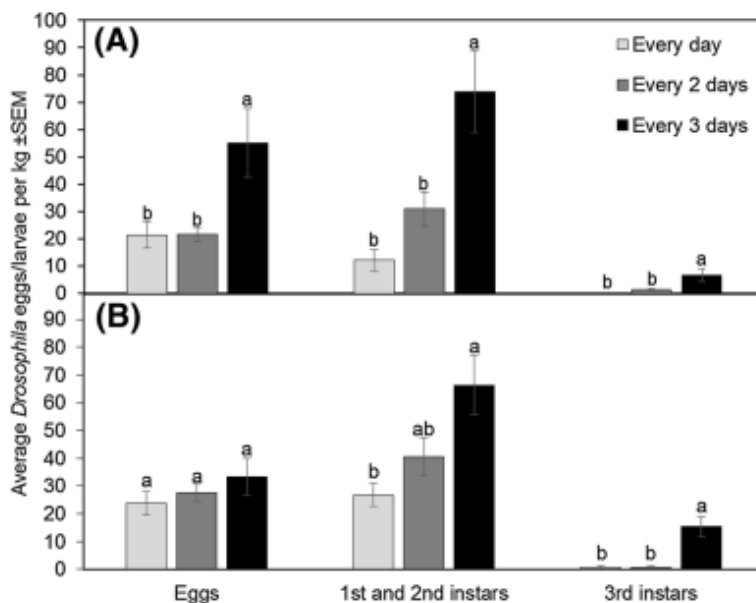 Average Drosophila eggs/larvae per kg ±SEM
(A)
100
90
80
70
60
50
40
30
20
10
0
Every day
Every 2 days
Every 3 days
b b a
b b a
b b a
(B)
90
80
70
60
50
40
30
20
10
0
a a a
b ab a
b b a
Eggs 1st and 2nd instars 3rd instars